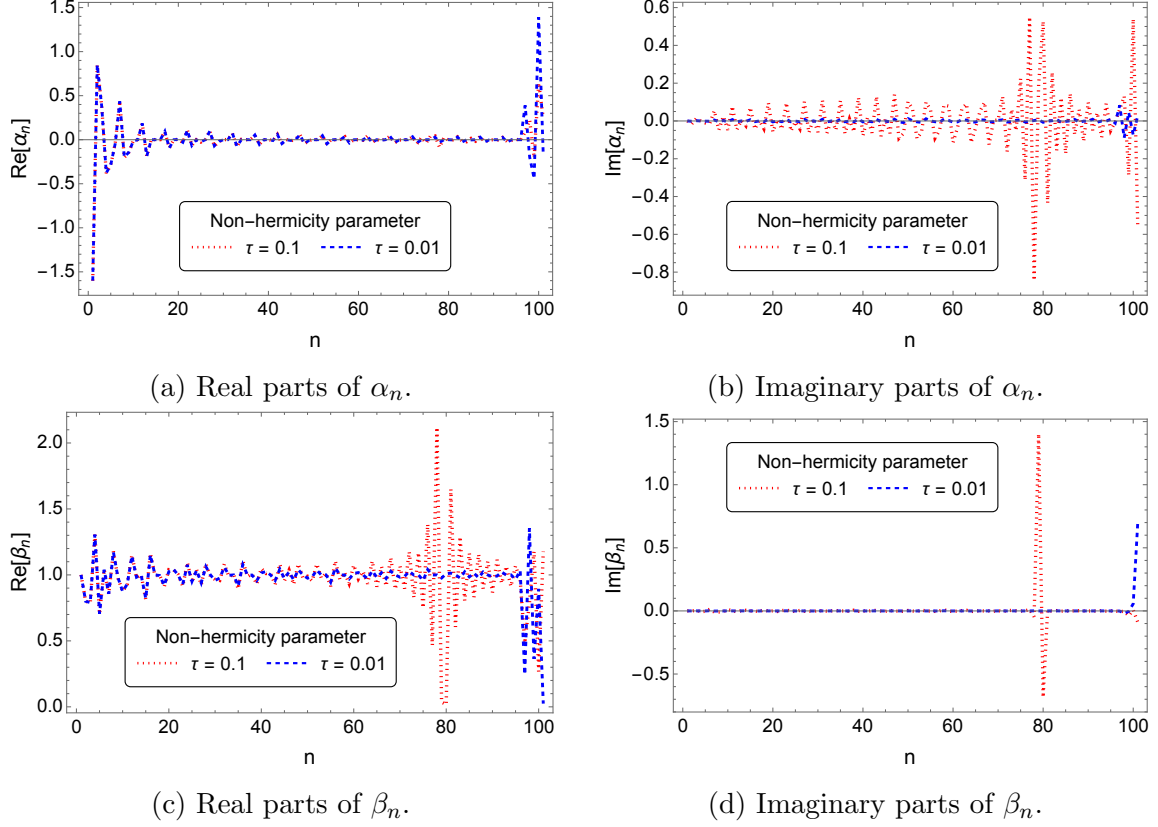 1.5
1.0
0.5
0.0
−0.5
−1.0
−1.5
Re[αn]
Non−hermicity parameter
τ = 0.1 τ = 0.01
0 20 40 60 80 100
n
(a) Real parts of αn.
0.6
0.4
0.2
0.0
−0.2
−0.4
−0.6
−0.8
Im[αn]
Non−hermicity parameter
τ = 0.1 τ = 0.01
0 20 40 60 80 100
n
(b) Imaginary parts of αn.
2.0
1.5
1.0
0.5
0.0
Re[βn]
Non−hermicity parameter
τ = 0.1 τ = 0.01
0 20 40 60 80 100
n
(c) Real parts of βn.
1.5
1.0
0.5
0.0
−0.5
Im[βn]
Non−hermicity parameter
τ = 0.1 τ = 0.01
0 20 40 60 80 100
n
(d) Imaginary parts of βn.